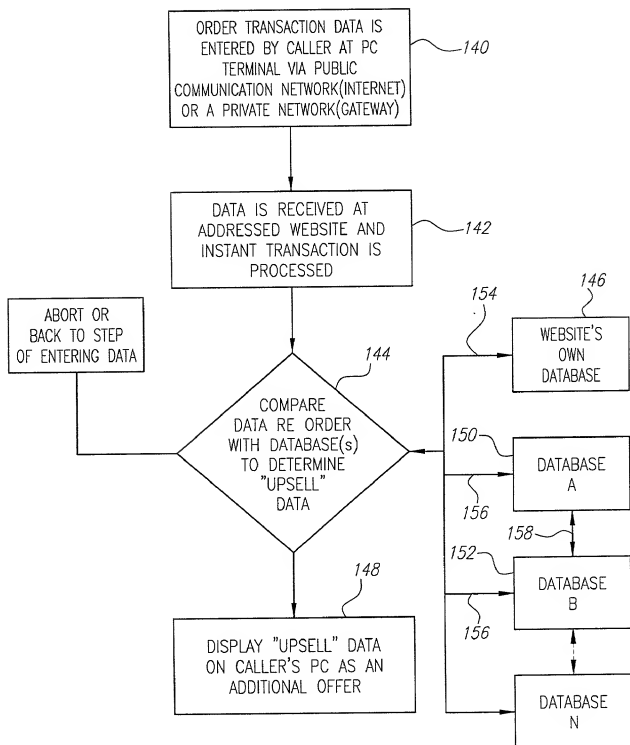 ORDER TRANSACTION DATA IS
ENTERED BY CALLER AT PC
TERMINAL VIA PUBLIC
COMMUNICATION NETWORK(INTERNET)
OR A PRIVATE NETWORK(GATEWAY)
140
DATA IS RECEIVED AT
ADDRESSED WEBSITE AND
INSTANT TRANSACTION IS
PROCESSED
142
ABORT OR
BACK TO STEP
OF ENTERING DATA
144
COMPARE
DATA RE ORDER
WITH DATABASE(s)
TO DETERMINE
"UPSELL"
DATA
154
146
WEBSITE'S
OWN
DATABASE
150
DATABASE
A
156
158
152
DATABASE
B
156
DATABASE
N
148
DISPLAY "UPSELL" DATA
ON CALLER'S PC AS AN
ADDITIONAL OFFER